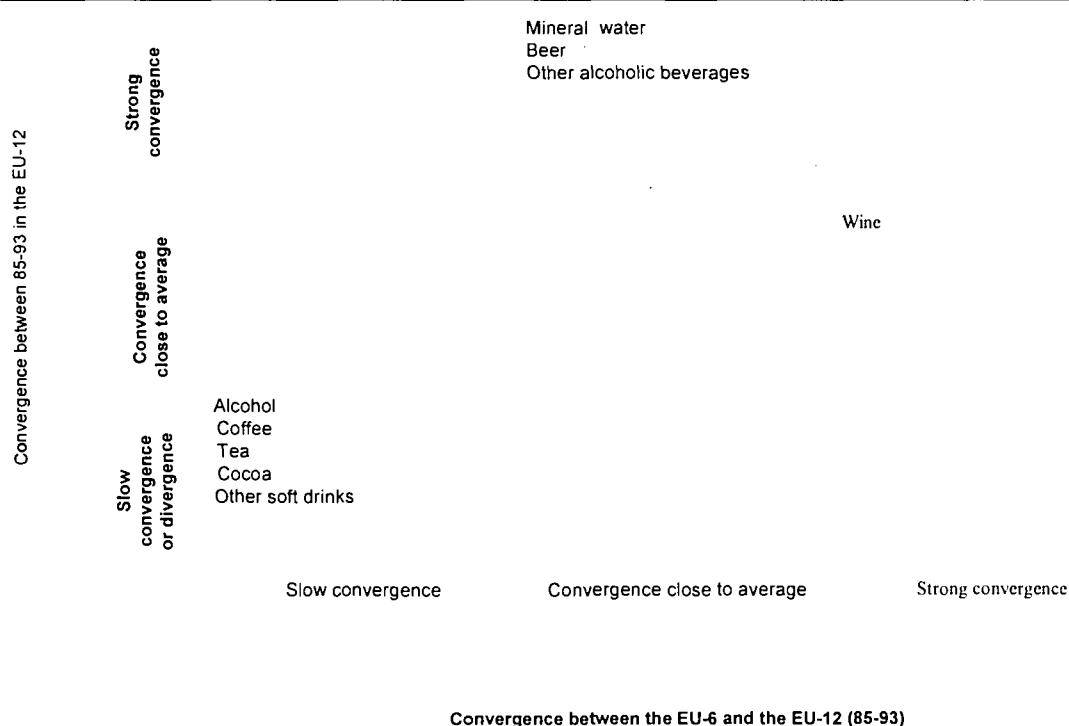 Mineral water
Beer
Other alcoholic beverages
Strong
convergence
Convergence between 85-93 in the EU-12
Wine
Convergence
close to average
Alcohol
Coffee
Tea
Cocoa
Other soft drinks
Slow
convergence
or divergence
Slow convergence
Convergence close to average
Strong convergence
Convergence between the EU-6 and the EU-12 (85-93)